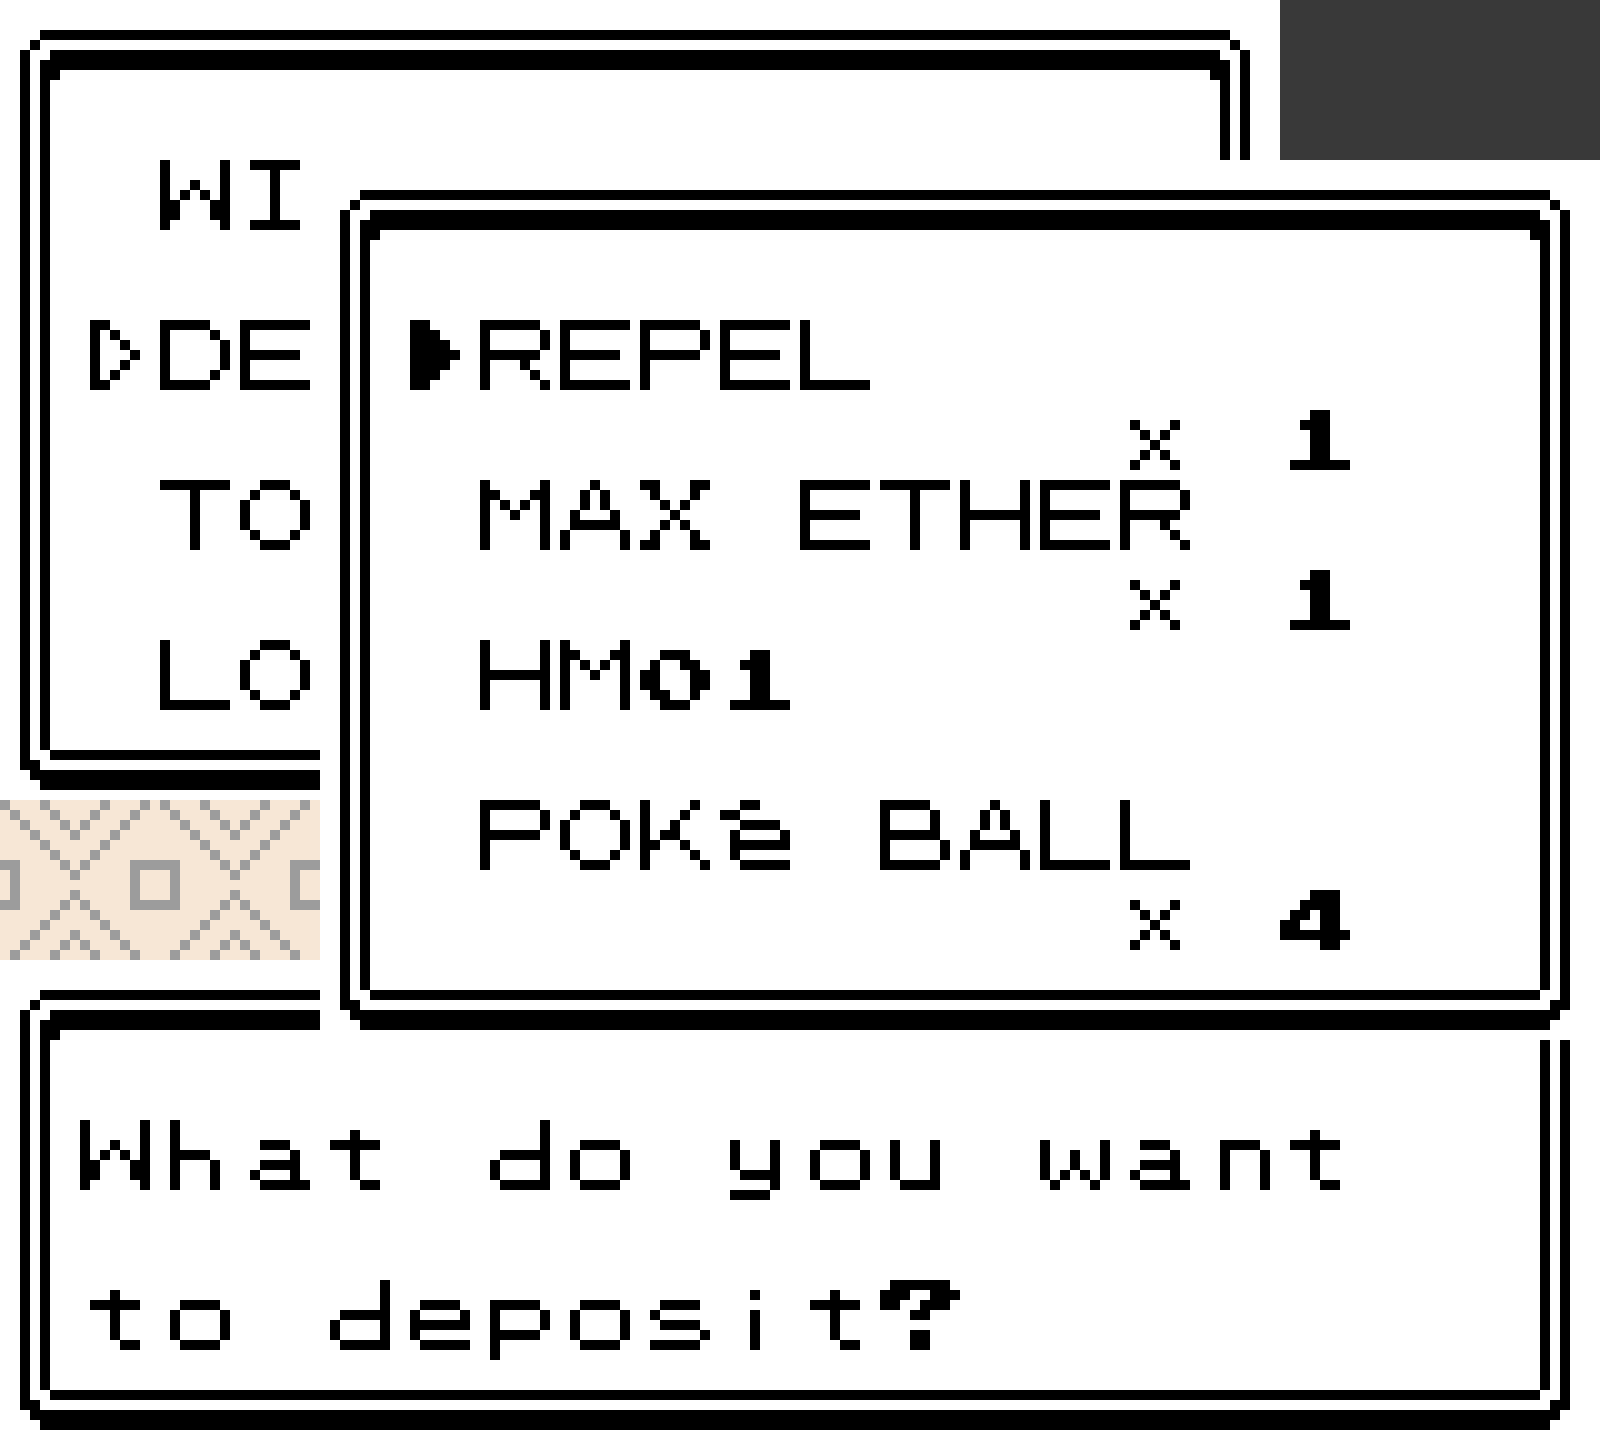 WI
▷DE
TO
LO
▶REPEL
× 1
MAX ETHER
× 1
HM01
POKé BALL
× 4
What do you want
to deposit?